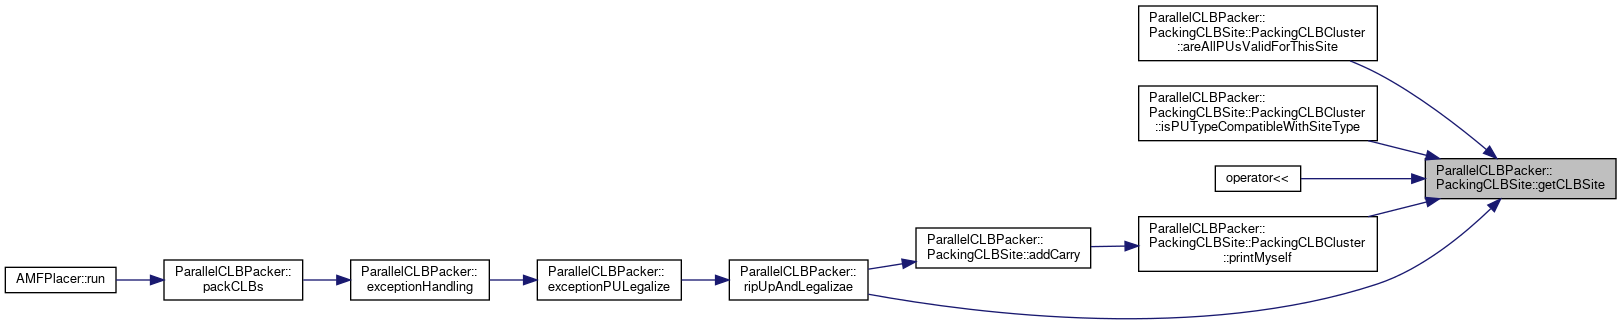 ParallelCLBPacker::
PackingCLBSite::PackingCLBCluster
::areAllPUsValidForThisSite
ParallelCLBPacker::
PackingCLBSite::PackingCLBCluster
::isPUTypeCompatibleWithSiteType
operator<<
ParallelCLBPacker::
PackingCLBSite::getCLBSite
ParallelCLBPacker::
PackingCLBSite::PackingCLBCluster
::printMyself
ParallelCLBPacker::
PackingCLBSite::addCarry
AMFPlacer::run
ParallelCLBPacker::
packCLBs
ParallelCLBPacker::
exceptionHandling
ParallelCLBPacker::
exceptionPULegalize
ParallelCLBPacker::
ripUpAndLegalizae